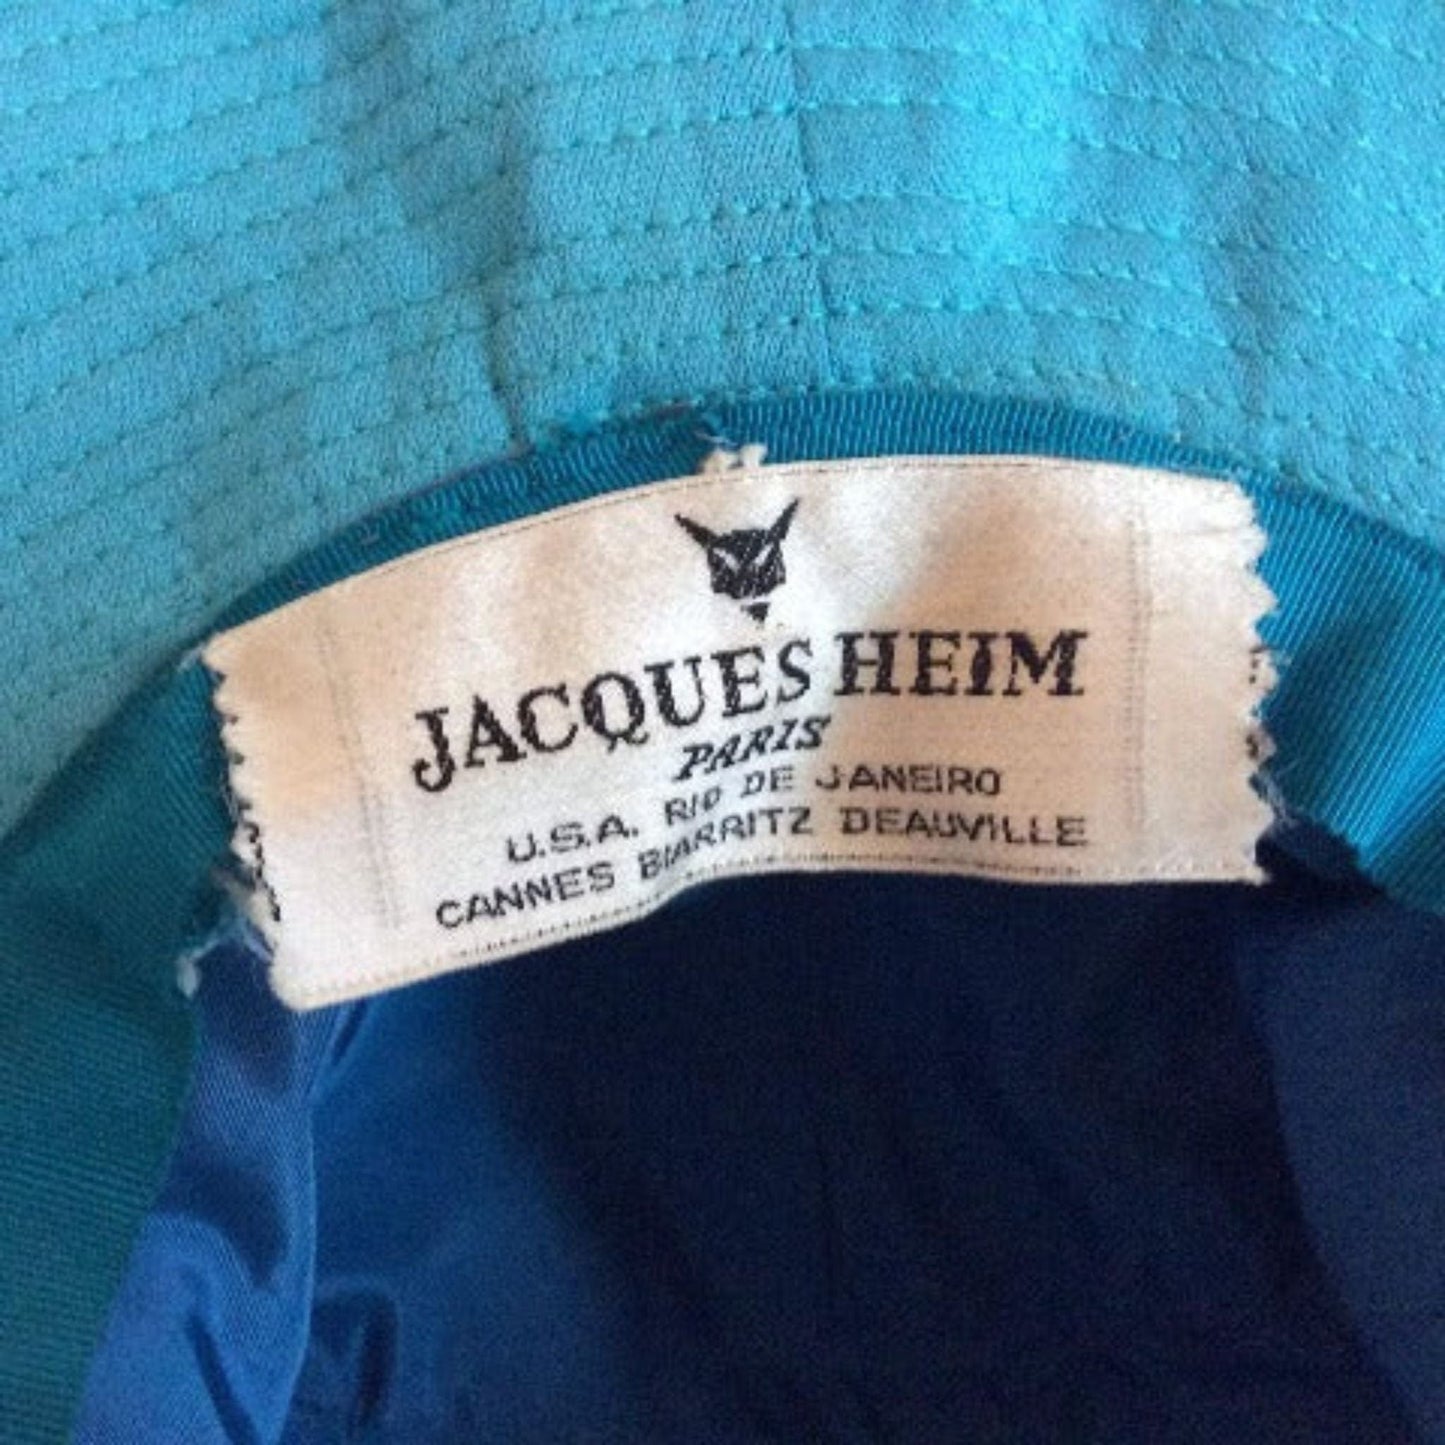 JACQUES HEIM
PARIS
U.S.A. RIO DE JANEIRO
CANNES BIARRITZ DEAUVILLE